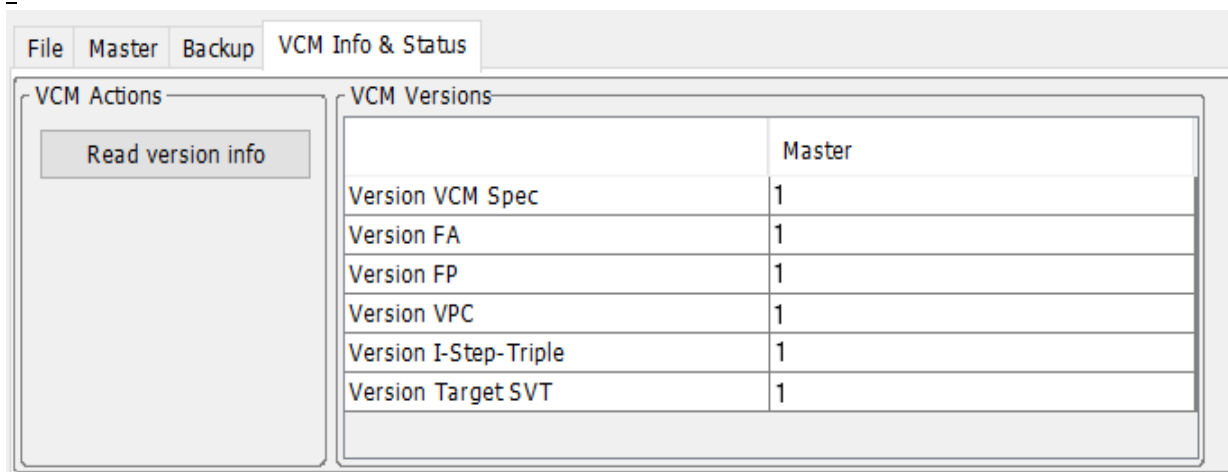 File Master Backup VCM Info & Status
VCM Actions
Read version info
VCM Versions
Master
Version VCM Spec 1
Version FA 1
Version FP 1
Version VPC 1
Version I-Step-Triple 1
Version Target SVT 1